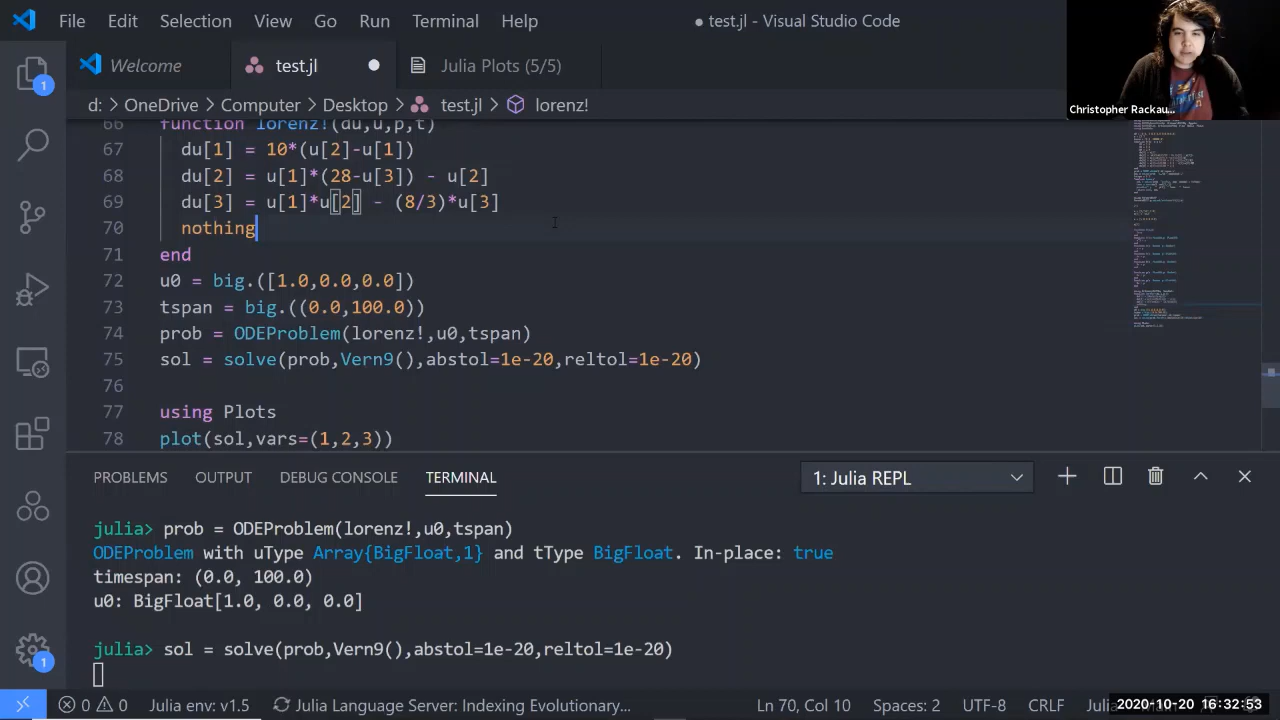 File Edit Selection View Go Run Terminal Help
● test.jl - Visual Studio Code
Christopher Rackau...
Welcome
test.jl
Julia Plots (5/5)
d: > OneDrive > Computer > Desktop > test.jl > lorenz!
66 function lorenz!(du,u,p,t)
67 du[1] = 10*(u[2]-u[1])
68 du[2] = u[1]*(28-u[3]) - u[2]
69 du[3] = u[1]*u[2] - (8/3)*u[3]
70 nothing
71 end
72 u0 = big.([1.0,0.0,0.0])
73 tspan = big.((0.0,100.0))
74 prob = ODEProblem(lorenz!,u0,tspan)
75 sol = solve(prob,Vern9(),abstol=1e-20,reltol=1e-20)
76
77 using Plots
78 plot(sol,vars=(1,2,3))
PROBLEMS OUTPUT DEBUG CONSOLE TERMINAL
1: Julia REPL
julia> prob = ODEProblem(lorenz!,u0,tspan)
ODEProblem with uType Array{BigFloat,1} and tType BigFloat. In-place: true
timespan: (0.0, 100.0)
u0: BigFloat[1.0, 0.0, 0.0]
julia> sol = solve(prob,Vern9(),abstol=1e-20,reltol=1e-20)
1
1
0 0 Julia env: v1.5 Julia Language Server: Indexing Evolutionary...
Ln 70, Col 10 Spaces: 2 UTF-8 CRLF
2020-10-20 16:32:53